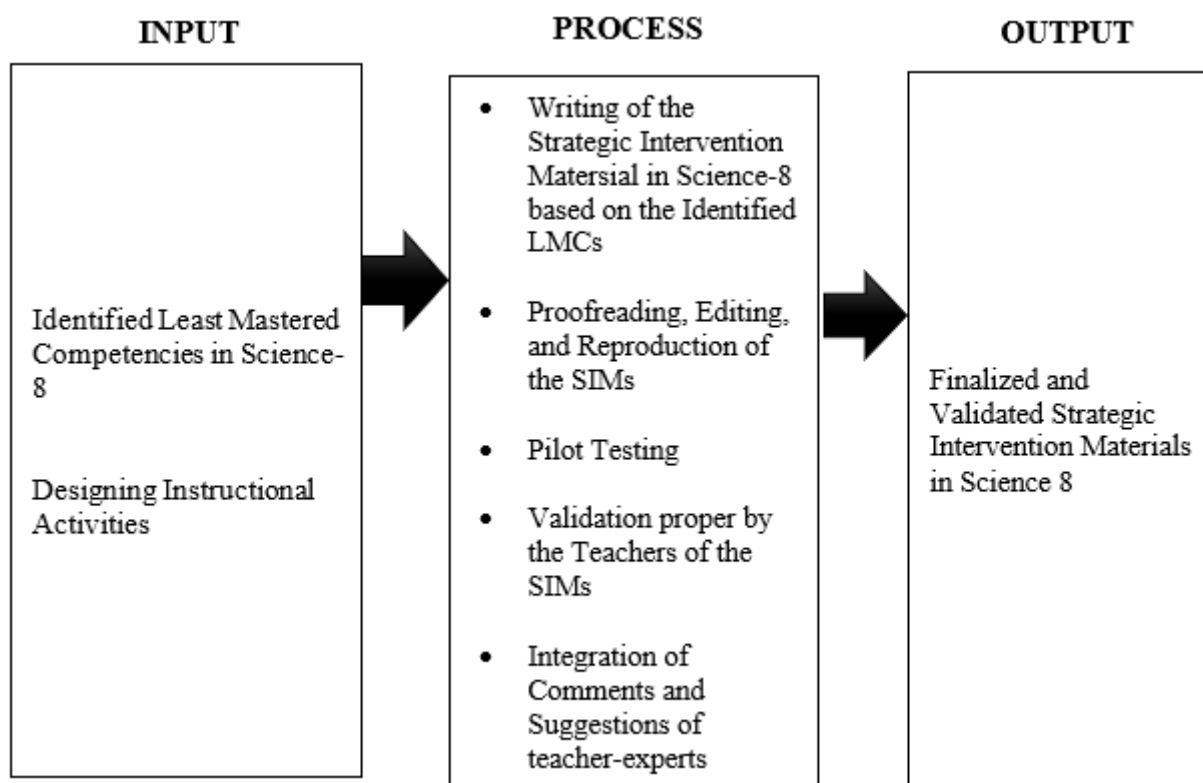 INPUT
Identified Least Mastered
Competencies in Science-
8
Designing Instructional
Activities
PROCESS
• Writing of the
Strategic Intervention
Matersial in Science-8
based on the Identified
LMCs
• Proofreading, Editing,
and Reproduction of
the SIMs
• Pilot Testing
• Validation proper by
the Teachers of the
SIMs
• Integration of
Comments and
Suggestions of
teacher-experts
OUTPUT
Finalized and
Validated Strategic
Intervention Materials
in Science 8